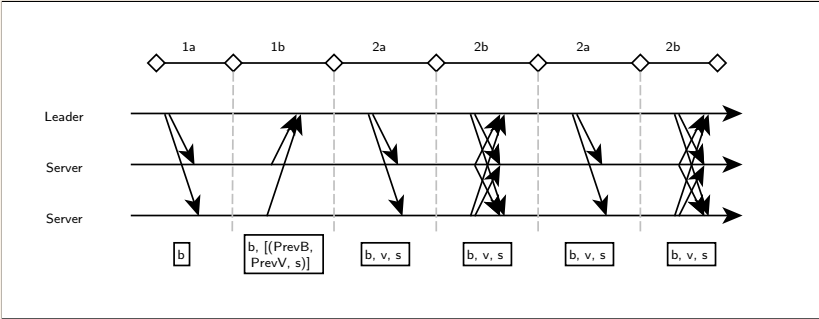 1a
1b
2a
2b
2a
2b
Leader
Server
Server
b
b, [(PrevB,
PrevV, s)]
b, v, s
b, v, s
b, v, s
b, v, s